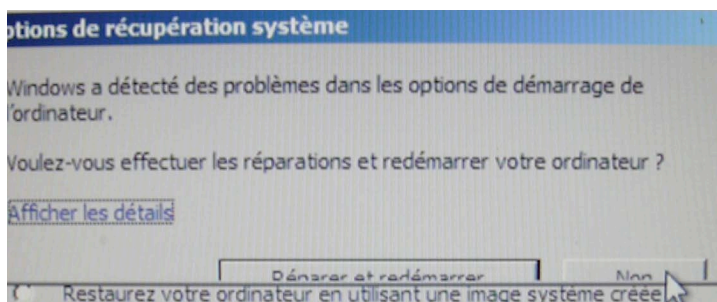 ptions de récupération système
Windows a détecté des problèmes dans les options de démarrage de
l'ordinateur.
Voulez-vous effectuer les réparations et redémarrer votre ordinateur ?
Afficher les détails
Réparer et redémarrer
Non
Restaurez votre ordinateur en utilisant une image système créée